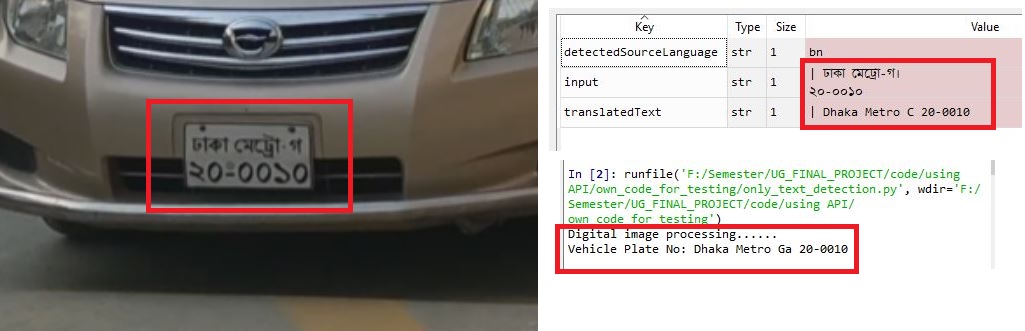 ঢাকা মেট্রো-গ
২০-০০১০
Key Type Size Value
detectedSourceLanguage str 1 bn
input str 1 | ঢাকা মেট্রো-গ।
২০-০০১০
translatedText str 1 | Dhaka Metro C 20-0010
In [2]: runfile('F:/Semester/UG_FINAL_PROJECT/code/using
API/own_code_for_testing/only_text_detection.py', wdir='F:/
Semester/UG_FINAL_PROJECT/code/using API/
own_code_for_testing')
Digital image processing......
Vehicle Plate No: Dhaka Metro Ga 20-0010